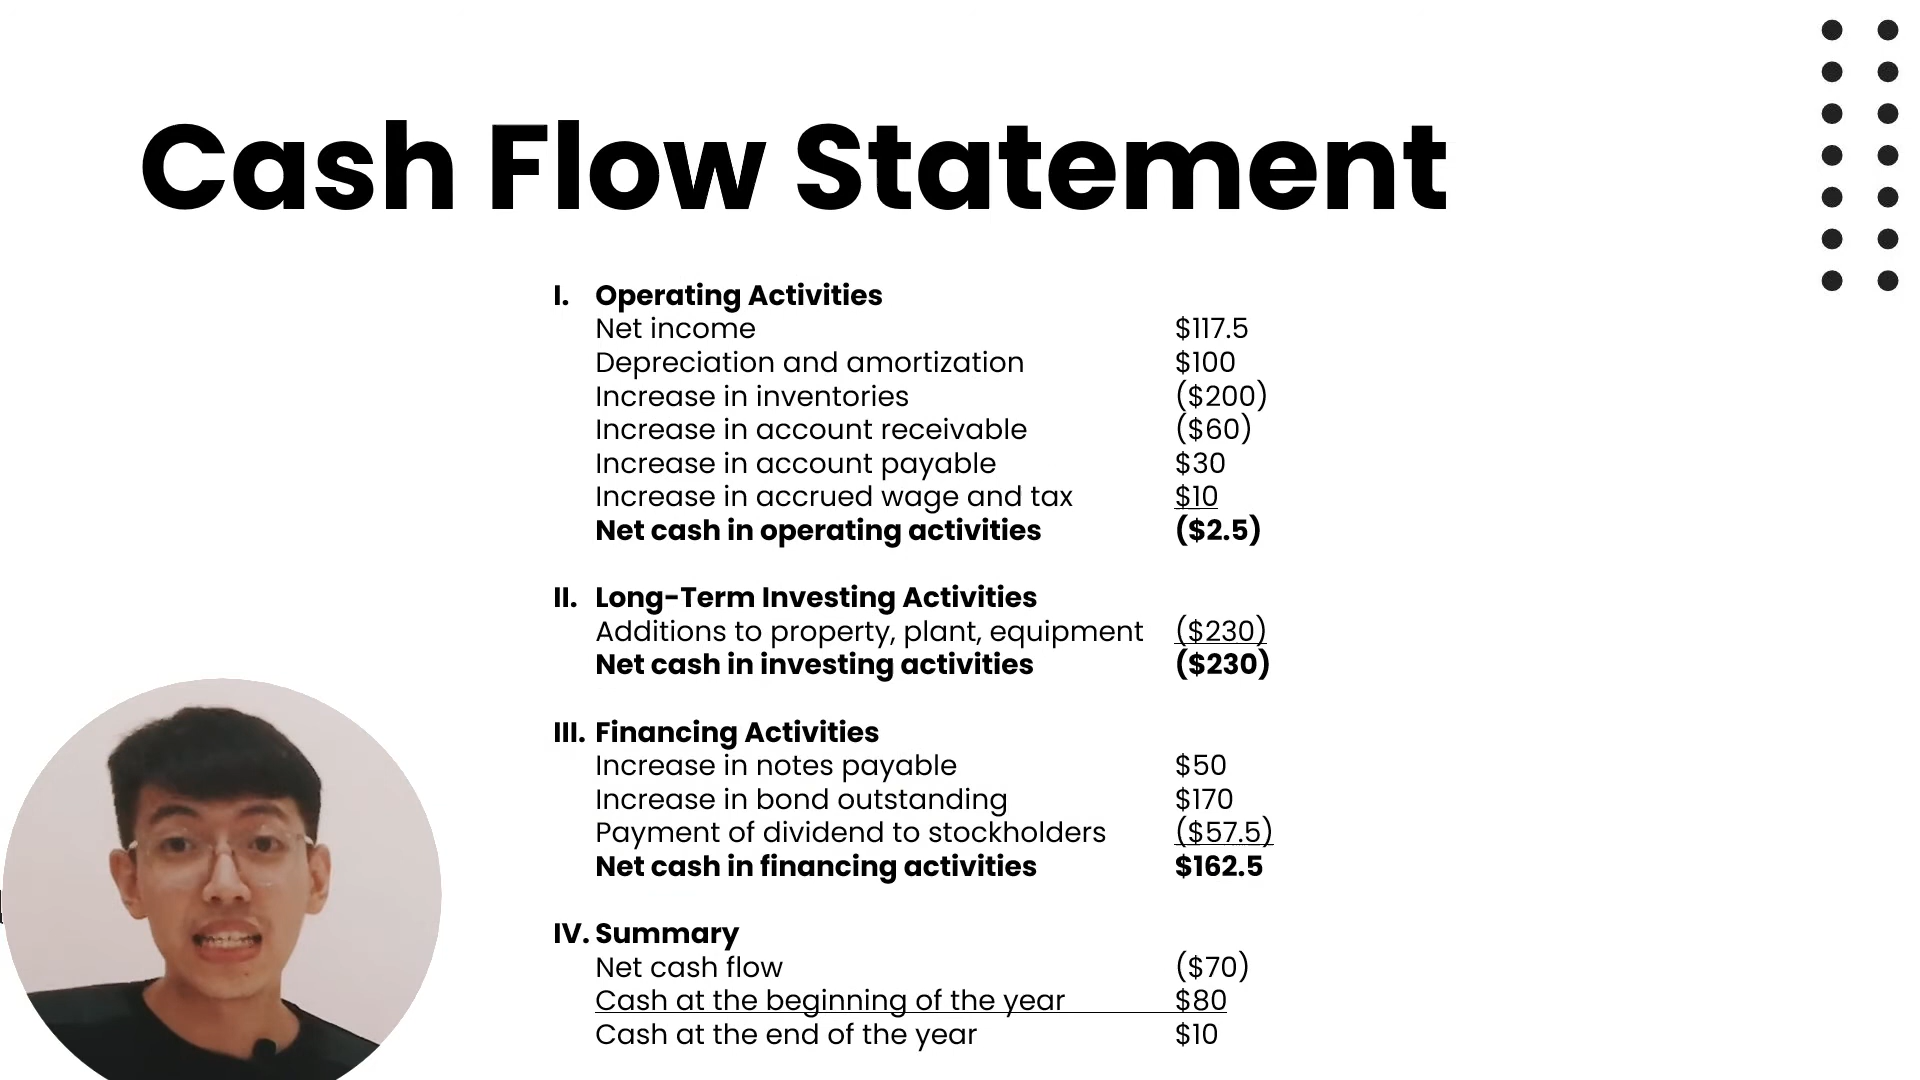 Cash Flow Statement
I. Operating Activities
Net income $117.5
Depreciation and amortization $100
Increase in inventories ($200)
Increase in account receivable ($60)
Increase in account payable $30
Increase in accrued wage and tax $10
Net cash in operating activities ($2.5)
II. Long-Term Investing Activities
Additions to property, plant, equipment ($230)
Net cash in investing activities ($230)
III. Financing Activities
Increase in notes payable $50
Increase in bond outstanding $170
Payment of dividend to stockholders ($57.5)
Net cash in financing activities $162.5
IV. Summary
Net cash flow ($70)
Cash at the beginning of the year $80
Cash at the end of the year $10